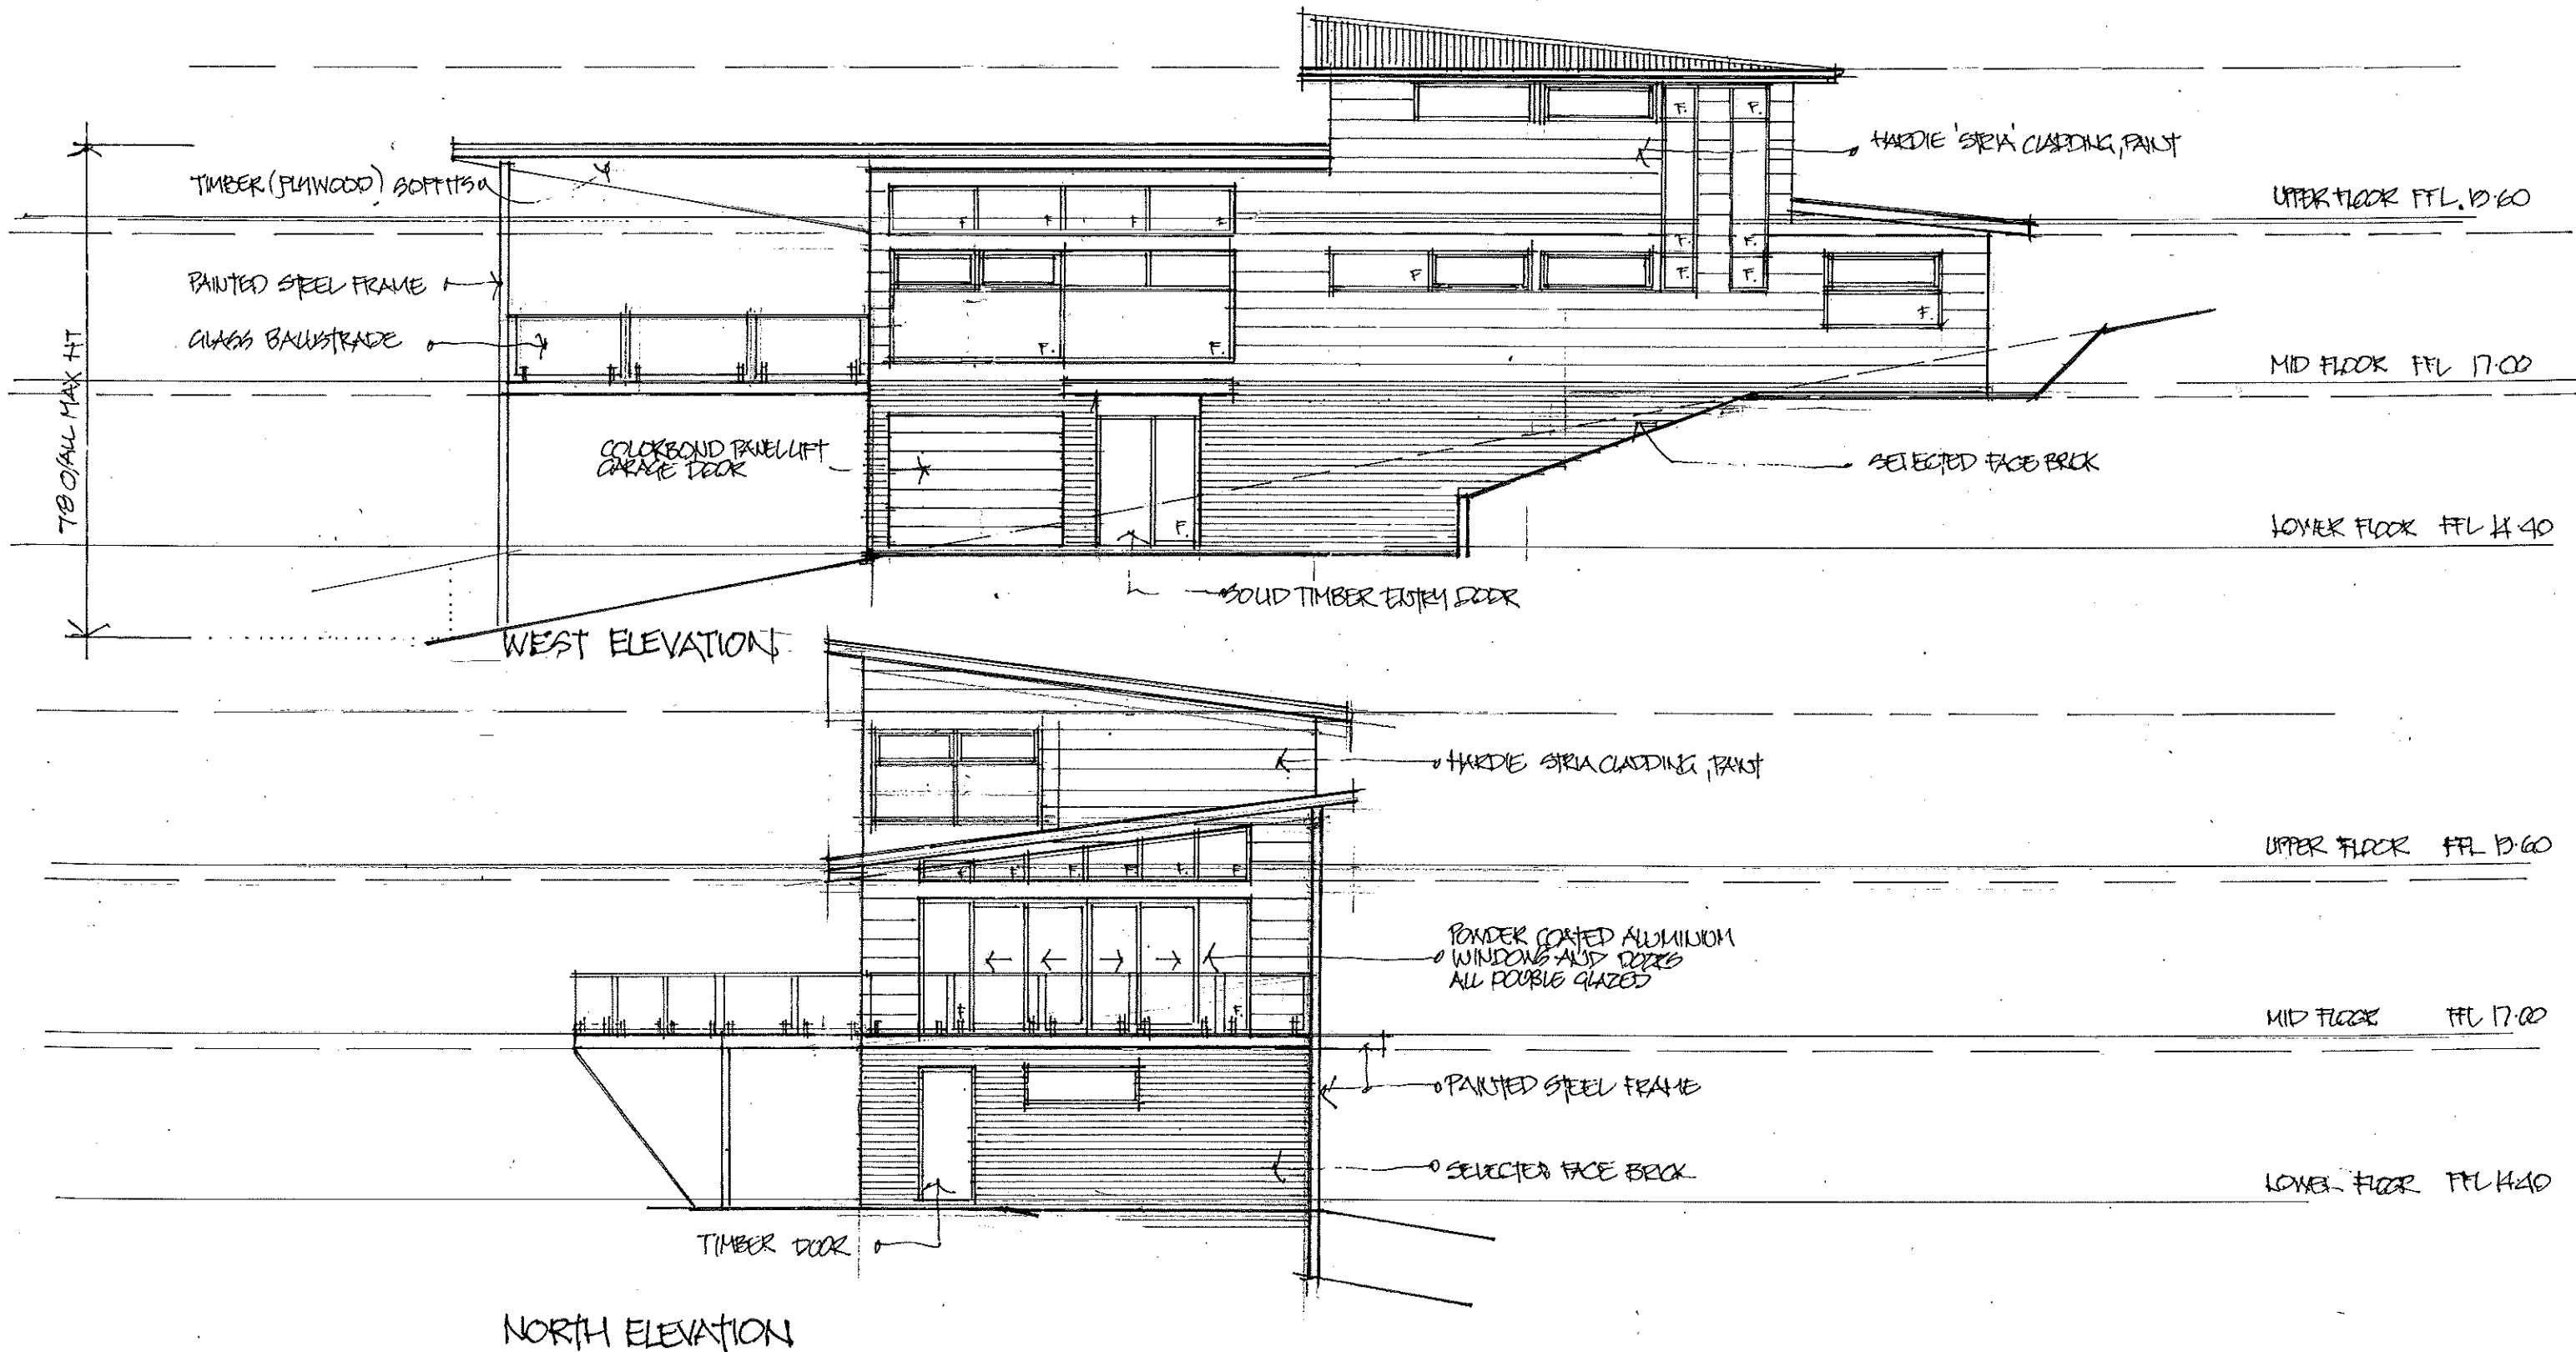 HARDIE 'STRIA' CLADDING, PAINT
TIMBER (PLYWOOD) SOFFITS
UPPER FLOOR FFL. 19.60
PAINTED STEEL FRAME
GLASS BALUSTRADE
MID FLOOR FFL 17.00
780 O/ALL MAX HT
COLORBOND PANELLIFT
GARAGE DOOR
SELECTED FACE BRICK
LOWER FLOOR FFL 14.40
SOLID TIMBER ENTRY DOOR
WEST ELEVATION
F.
F.
F.
F.
F.
F.
F.
F.
F.
F.
F
F.
F.
F.
F.
F.
HARDIE STRIA CLADDING, PAINT
UPPER FLOOR FFL 19.60
F.
F.
F.
F.
F.
F.
POWDER COATED ALUMINIUM
WINDOWS AND DOORS
ALL DOUBLE GLAZED
F.
F.
MID FLOOR FFL 17.00
PAINTED STEEL FRAME
SELECTED FACE BRICK
LOWER FLOOR FFL 14.40
TIMBER DOOR
NORTH ELEVATION